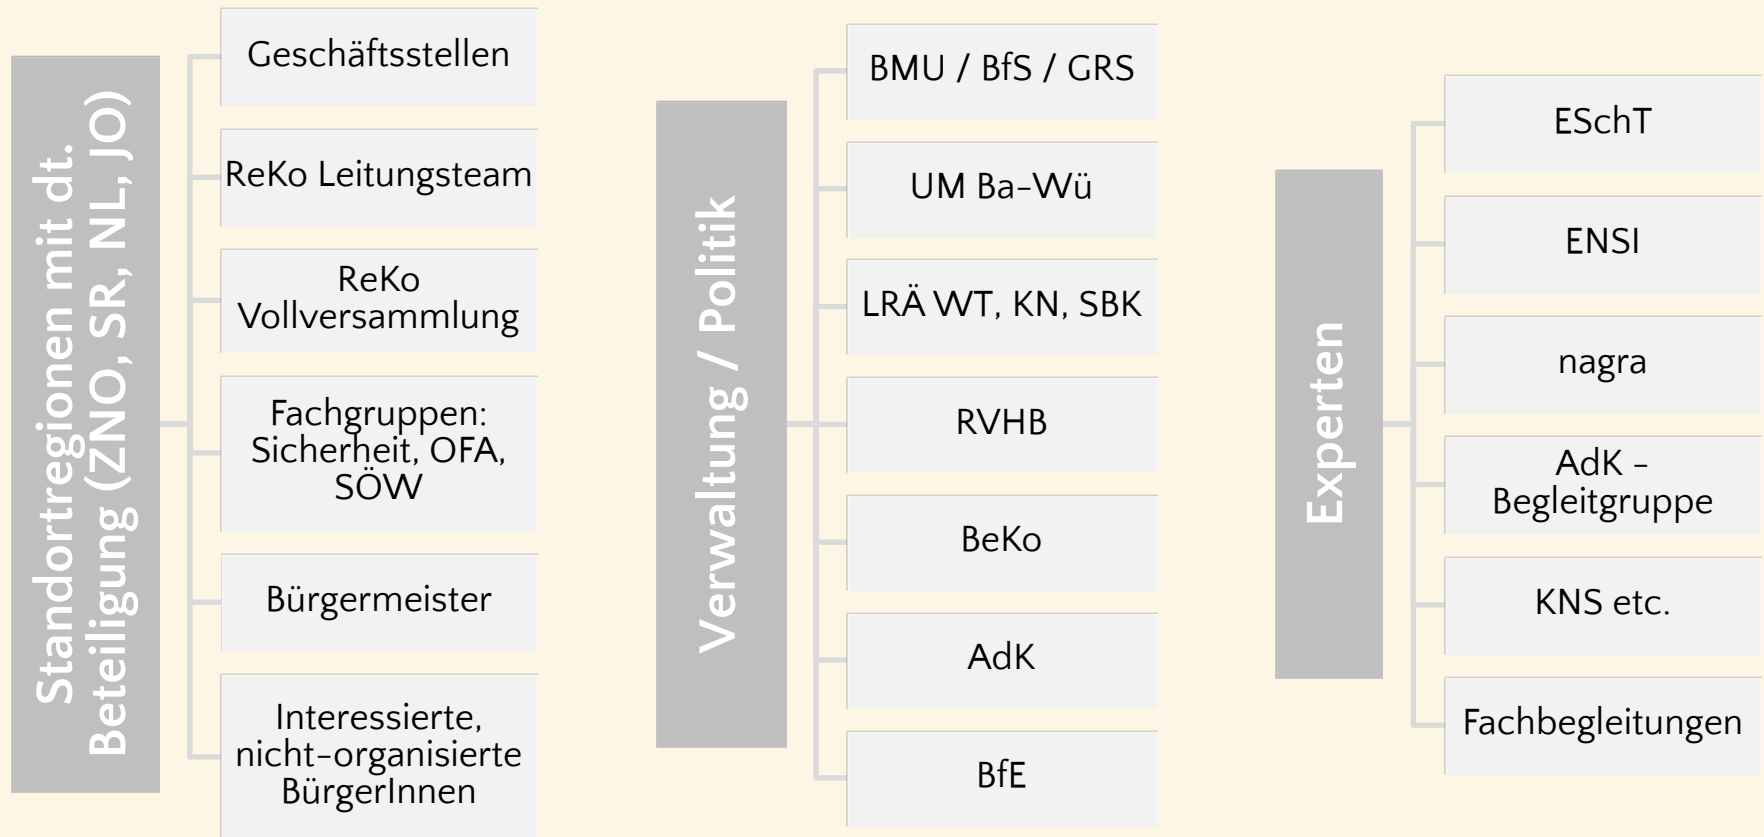 Standortregionen mit dt.
Beteiligung (ZNO, SR, NL, JO)
Geschäftsstellen
ReKo Leitungsteam
ReKo
Vollversammlung
Fachgruppen:
Sicherheit, OFA,
SÖW
Bürgermeister
Interessierte,
nicht-organisierte
BürgerInnen
Verwaltung / Politik
BMU / BfS / GRS
UM Ba-Wü
LRÄ WT, KN, SBK
RVHB
BeKo
AdK
BfE
Experten
ESchT
ENSI
nagra
AdK -
Begleitgruppe
KNS etc.
Fachbegleitungen